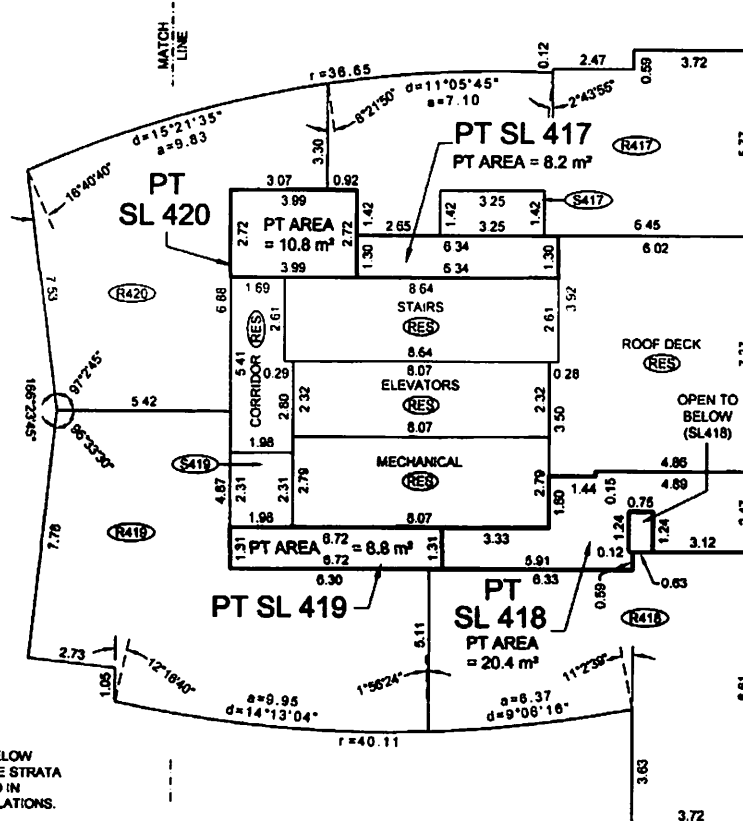 MATCH
LINE
r=36.65
d=15°21'35"
a=9.83
8°21'50"
d=11°05'45"
a=7.10
0.12
2.47
0.59
3.72
2°43'55"
16°40'40"
3.30
PT SL 417
PT AREA = 8.2 m²
R417
PT
SL 420
3.07
0.92
3.99
PT AREA
= 10.8 m²
2.72
2.72
1.42
2.65
1.42
3.25
3.25
1.42
S417
6.45
6.02
1.30
6.34
6.34
1.30
3.99
7.53
R420
6.88
1.69
2.61
8.64
STAIRS
RES
8.64
2.61
3.92
RES
CORRIDOR
5.41
0.29
8.07
ELEVATORS
RES
8.07
0.28
2.32
2.32
2.80
3.50
ROOF DECK
RES
OPEN TO
BELOW
(SL418)
166°23'45"
97°2'45"
96°33'30"
5.42
1.98
S419
4.87
2.31
2.31
2.79
MECHANICAL
RES
2.79
1.80
1.44
0.15
4.86
4.89
0.75
1.24
1.24
3.12
0.12
0.63
0.59
1.98
8.07
7.78
R419
1.31
6.72
PT AREA = 8.8 m²
6.72
1.31
3.33
5.91
6.30
6.33
PT SL 419
PT
SL 418
PT AREA
= 20.4 m²
R418
5.11
2.73
1.05
12°16'40"
a=9.95
d=14°13'04"
1°56'24"
a=6.37
d=9°06'16"
11°2'39"
r=40.11
3.63
3.72
ELOW
E STRATA
IN
LATIONS.